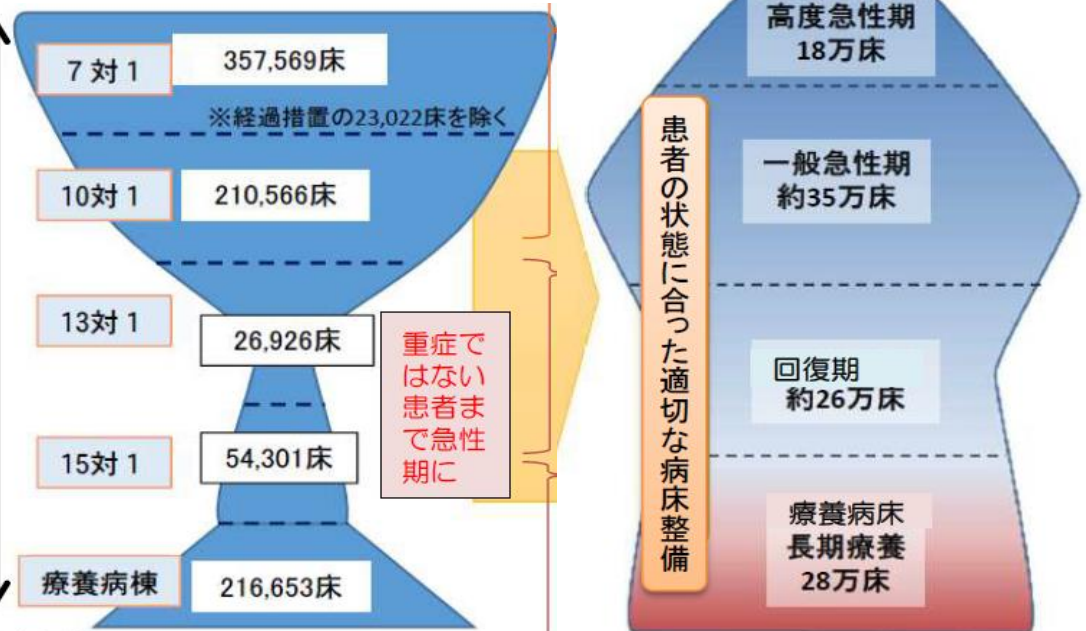 7対1
357,569床
※経過措置の23,022床を除く
10対1
210,566床
13対1
26,926床
15対1
54,301床
療養病棟
216,653床
重症で
はない
患者ま
で急性
期に
患者の状態に合った適切な病床整備
高度急性期
18万床
一般急性期
約35万床
回復期
約26万床
療養病床
長期療養
28万床